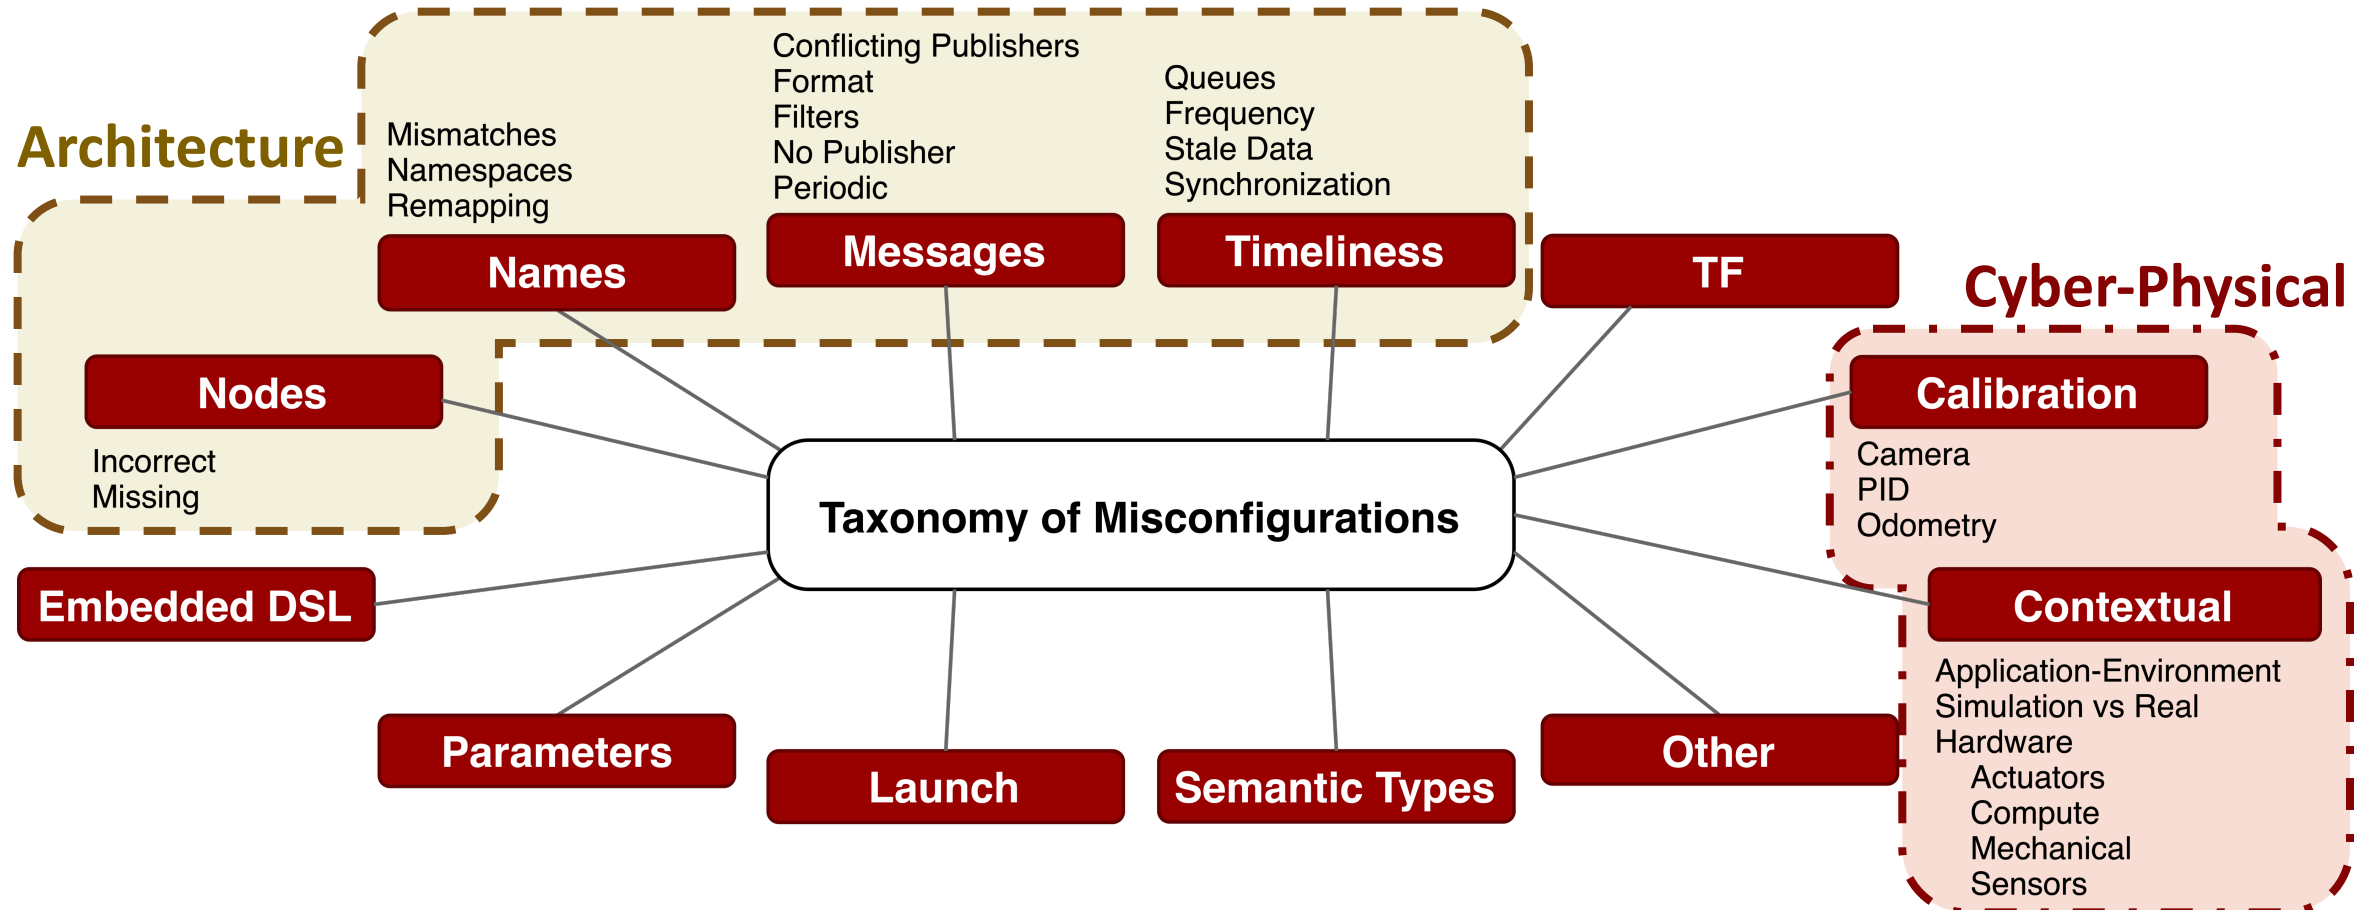 Architecture
Mismatches
Namespaces
Remapping
Names
Conflicting Publishers
Format
Filters
No Publisher
Periodic
Messages
Queues
Frequency
Stale Data
Synchronization
Timeliness
TF
Cyber-Physical
Nodes
Incorrect
Missing
Calibration
Camera
PID
Odometry
Taxonomy of Misconfigurations
Embedded DSL
Contextual
Application-Environment
Simulation vs Real
Hardware
Actuators
Compute
Mechanical
Sensors
Parameters
Launch
Semantic Types
Other